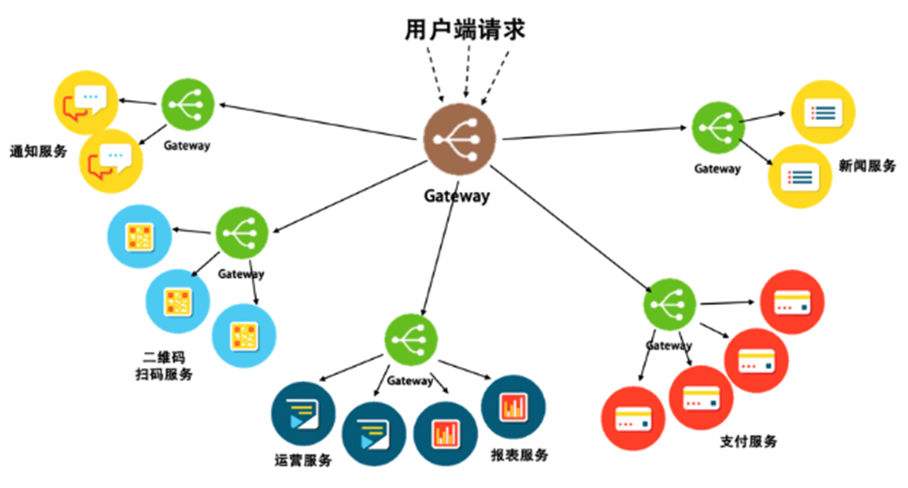 用户端请求
Gateway
通知服务
Gateway
Gateway
新闻服务
Gateway
二维码
扫码服务
Gateway
运营服务
报表服务
Gateway
支付服务